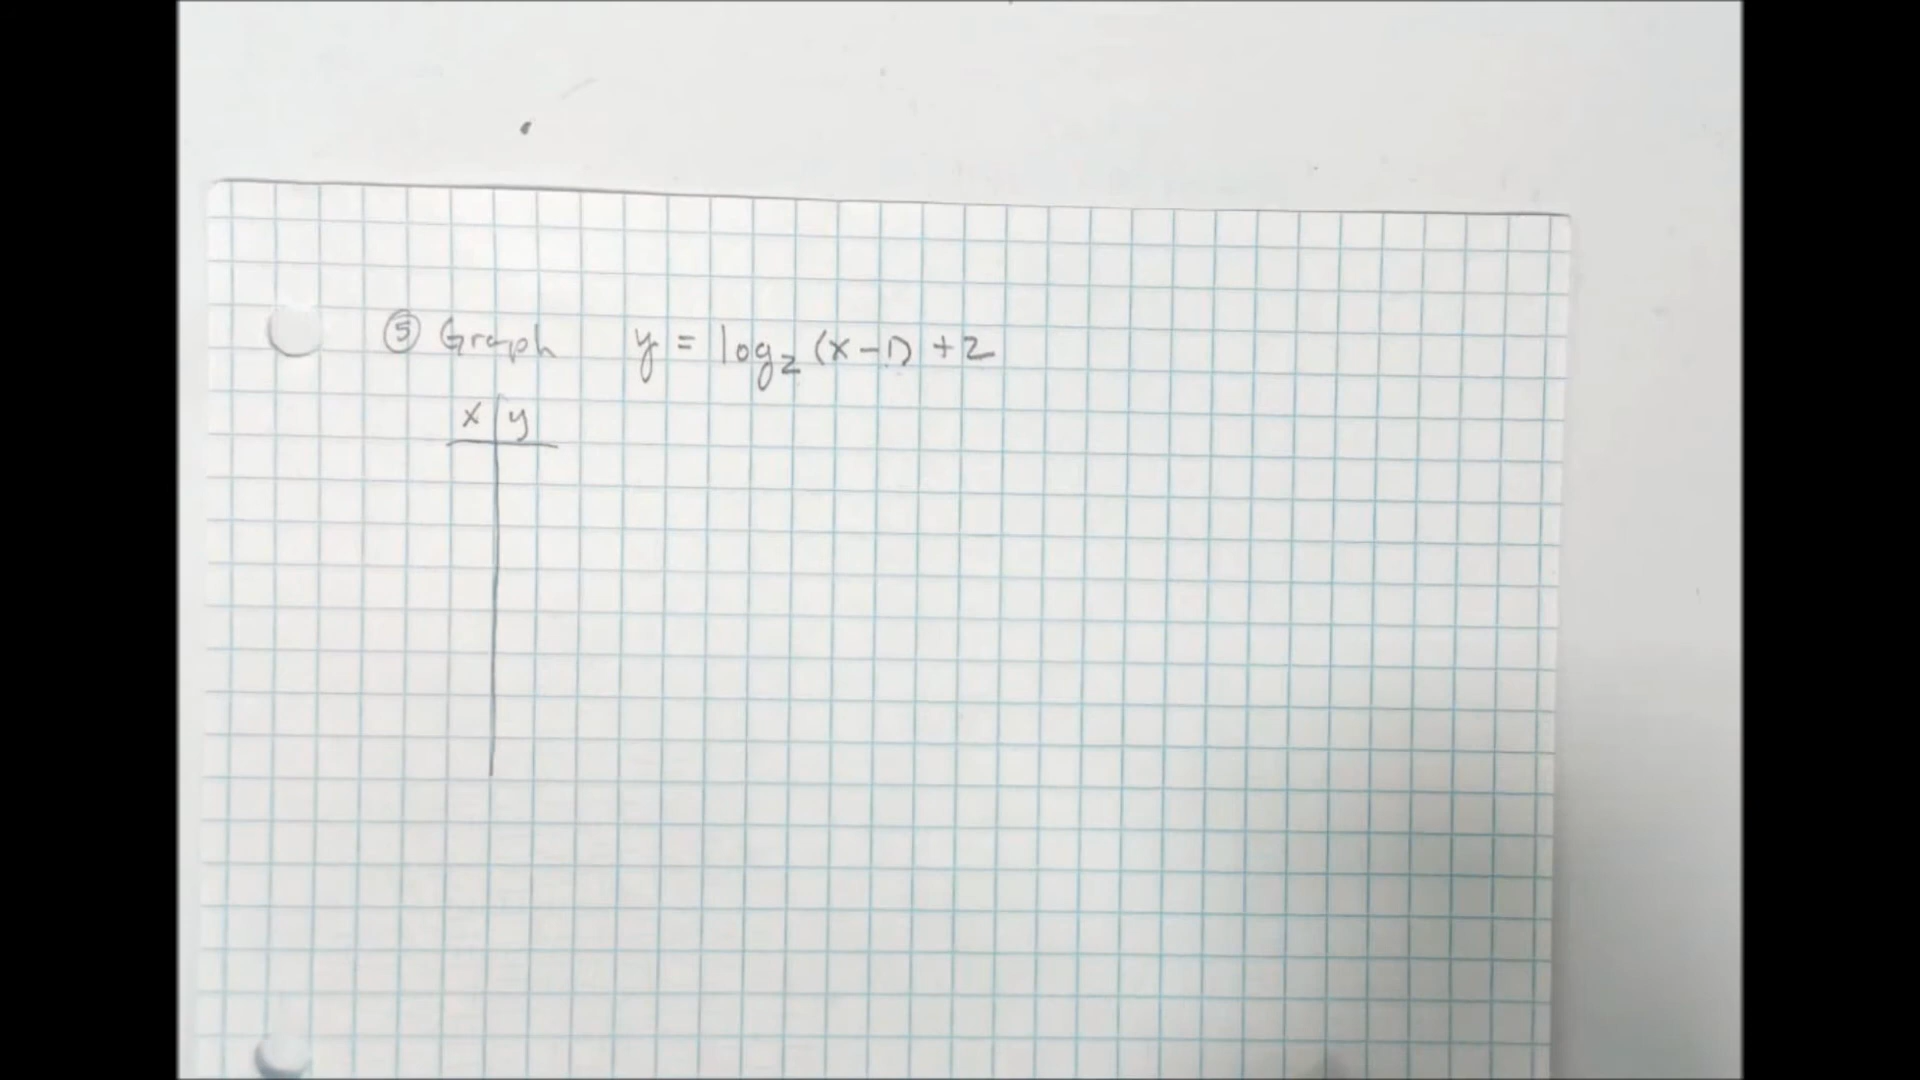 ⑤ Graph y = log₂ (x-1) +2
x | y